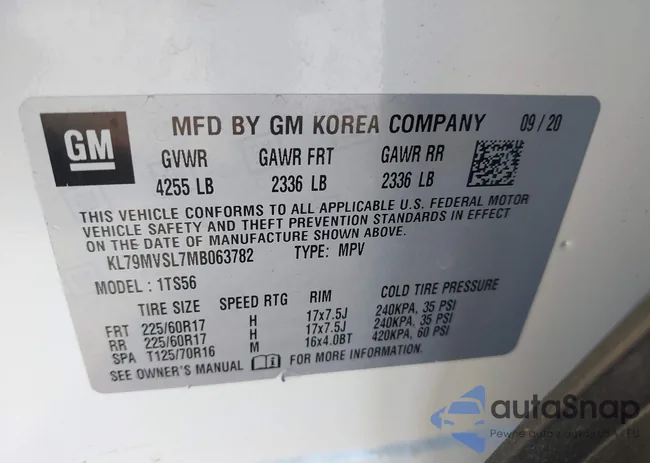 GM
MFD BY GM KOREA COMPANY 09/20
GVWR GAWR FRT GAWR RR
4255 LB 2336 LB 2336 LB
THIS VEHICLE CONFORMS TO ALL APPLICABLE U.S. FEDERAL MOTOR
VEHICLE SAFETY AND THEFT PREVENTION STANDARDS IN EFFECT
ON THE DATE OF MANUFACTURE SHOWN ABOVE.
KL79MVSL7MB063782 TYPE: MPV
MODEL: 1TS56
TIRE SIZE SPEED RTG RIM COLD TIRE PRESSURE
FRT 225/60R17 H 17x7.5J 240KPA, 35 PSI
RR 225/60R17 H 17x7.5J 240KPA, 35 PSI
SPA T125/70R16 M 16x4.0BT 420KPA, 60 PSI
SEE OWNER'S MANUAL FOR MORE INFORMATION.
autaSnap
Pewne auta z aukcji